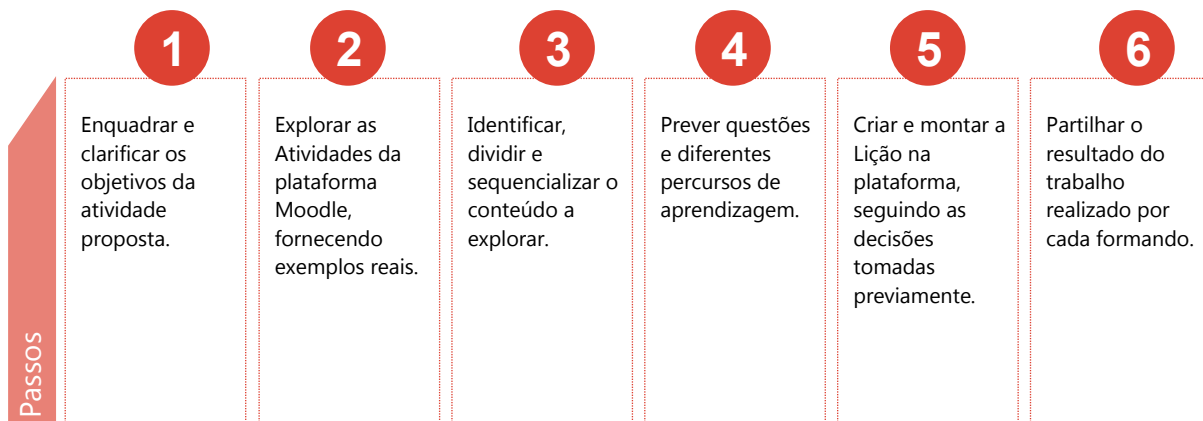 1
2
3
4
5
6
Passos
Enquadrar e
clarificar os
objetivos da
atividade
proposta.
Explorar as
Atividades da
plataforma
Moodle,
fornecendo
exemplos reais.
Identificar,
dividir e
sequencializar o
conteúdo a
explorar.
Prever questões
e diferentes
percursos de
aprendizagem.
Criar e montar a
Lição na
plataforma,
seguindo as
decisões
tomadas
previamente.
Partilhar o
resultado do
trabalho
realizado por
cada formando.